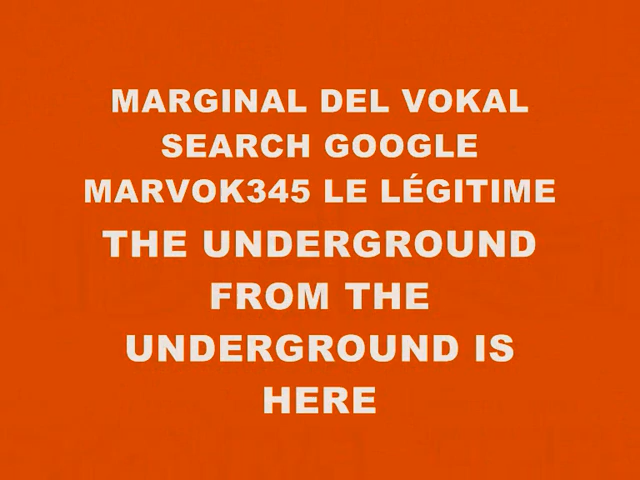 MARGINAL DEL VOKAL
SEARCH GOOGLE
MARVOK345 LE LÉGITIME
THE UNDERGROUND
FROM THE
UNDERGROUND IS
HERE